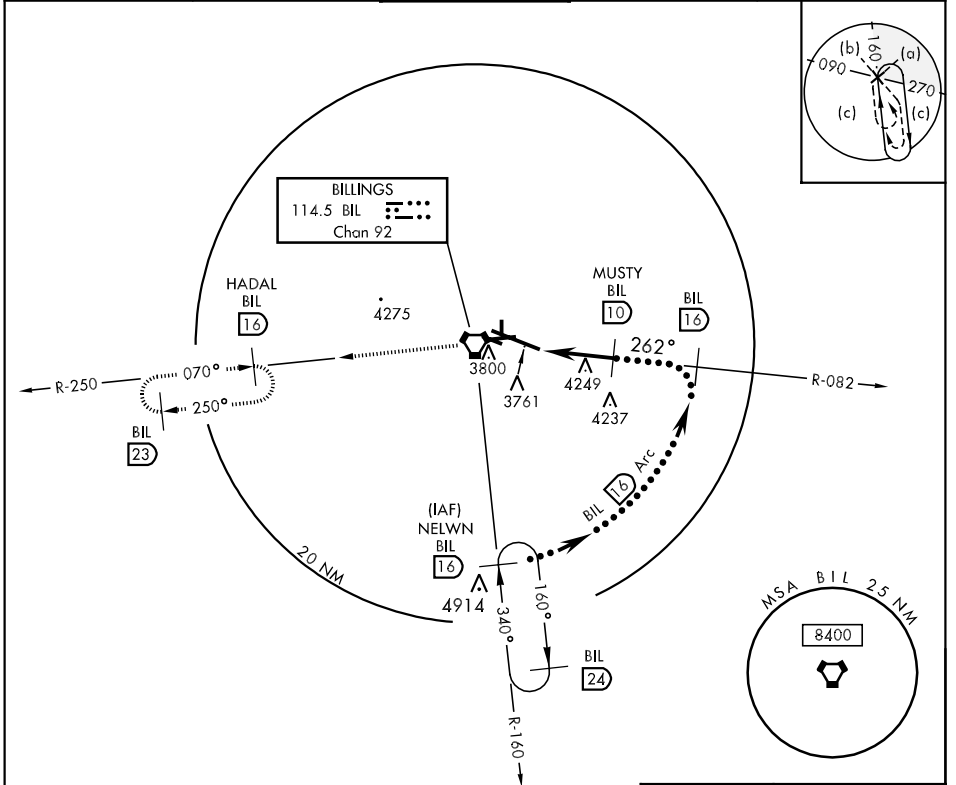 (b)
160
(a)
090
270
(c)
(c)
BILLINGS
114.5 BIL
Chan 92
HADAL
BIL
16
4275
MUSTY
BIL
10
BIL
16
262°
3800
3761
4249
4237
R-250
070°
250°
R-082
BIL
23
BIL 16 Arc
(IAF)
NELWN
BIL
16
4914
20 NM
340°
160°
BIL
24
R-160
MSA BIL 25 NM
8400